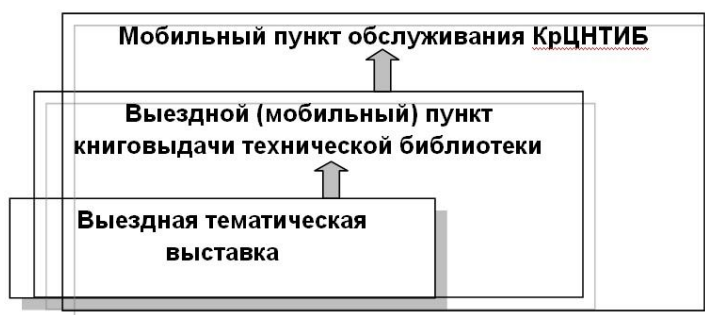 Мобильный пункт обслуживания КрЦНТИБ
Выездной (мобильный) пункт
книговыдачи технической библиотеки
Выездная тематическая
выставка